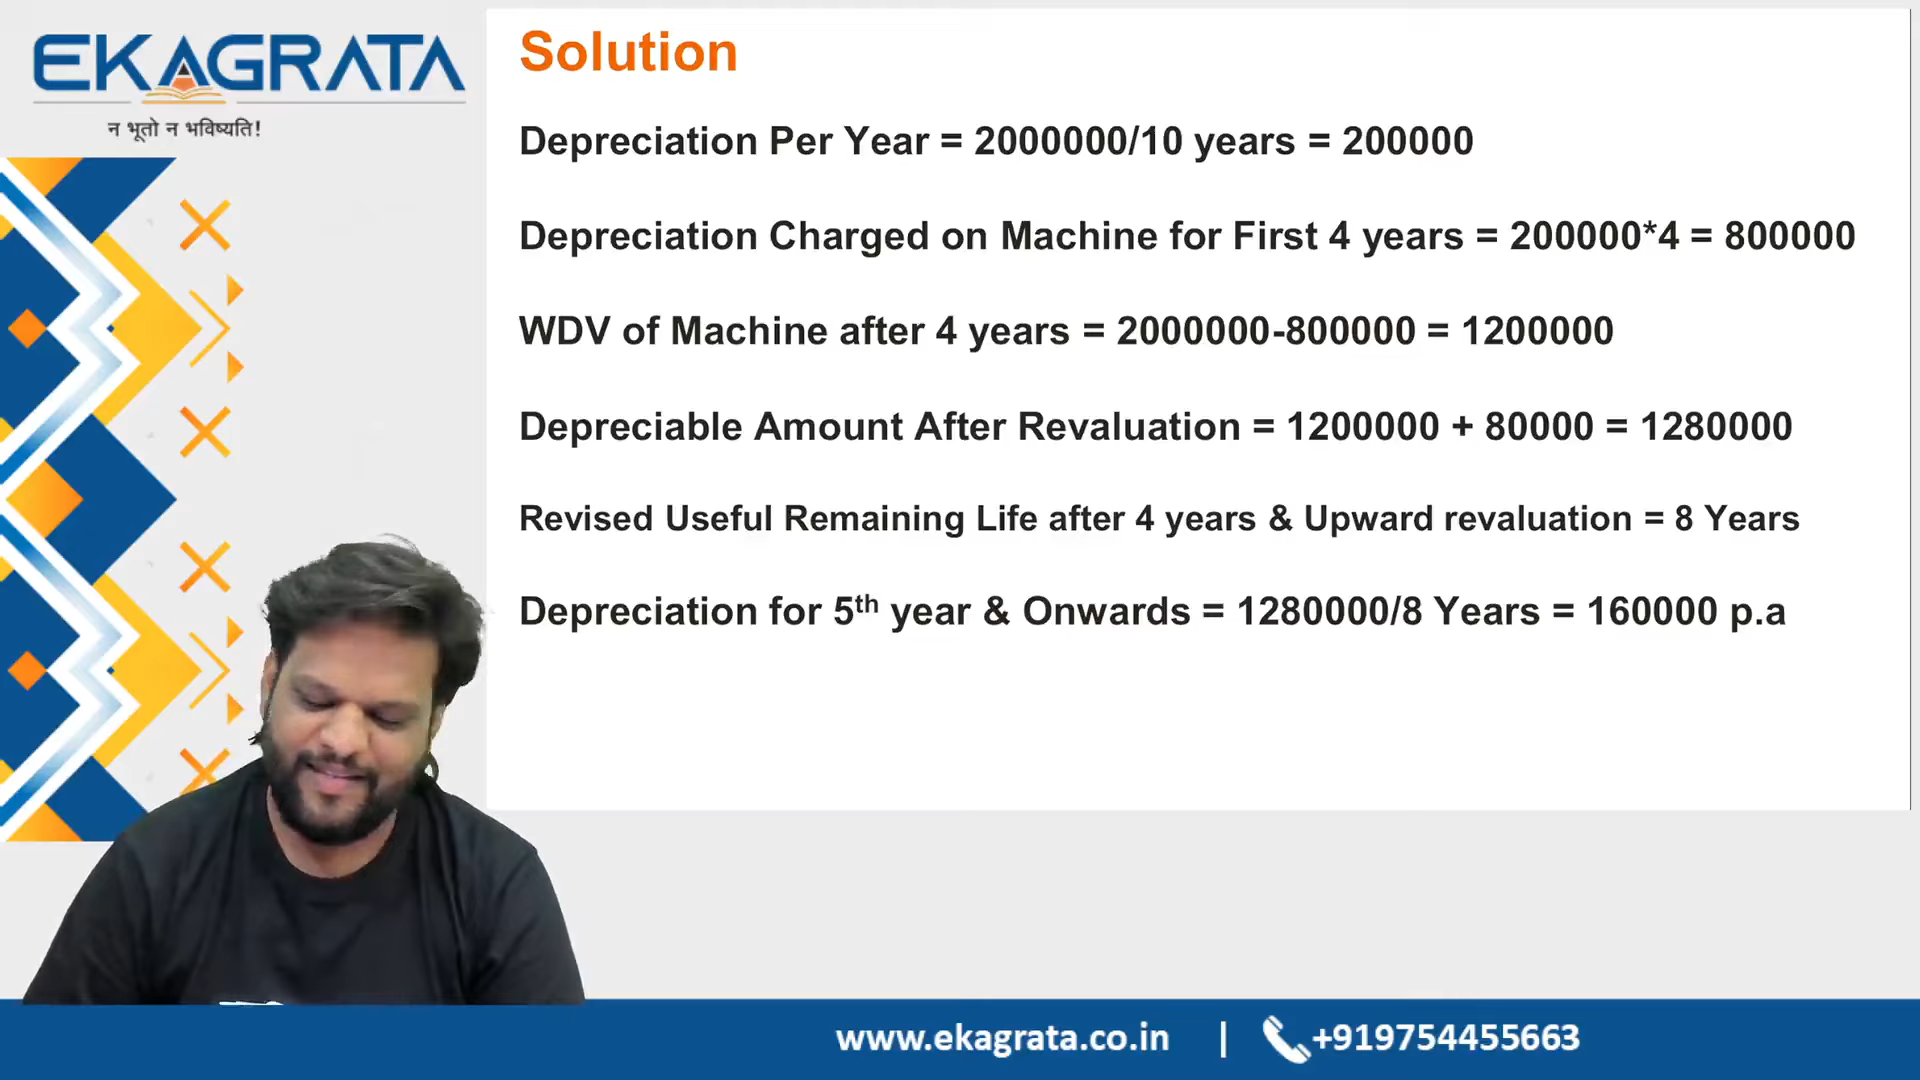 EKAGRATA
न भूतो न भविष्यति!
Solution
Depreciation Per Year = 2000000/10 years = 200000
Depreciation Charged on Machine for First 4 years = 200000*4 = 800000
WDV of Machine after 4 years = 2000000-800000 = 1200000
Depreciable Amount After Revaluation = 1200000 + 80000 = 1280000
Revised Useful Remaining Life after 4 years & Upward revaluation = 8 Years
Depreciation for 5th year & Onwards = 1280000/8 Years = 160000 p.a
www.ekagrata.co.in | +919754455663